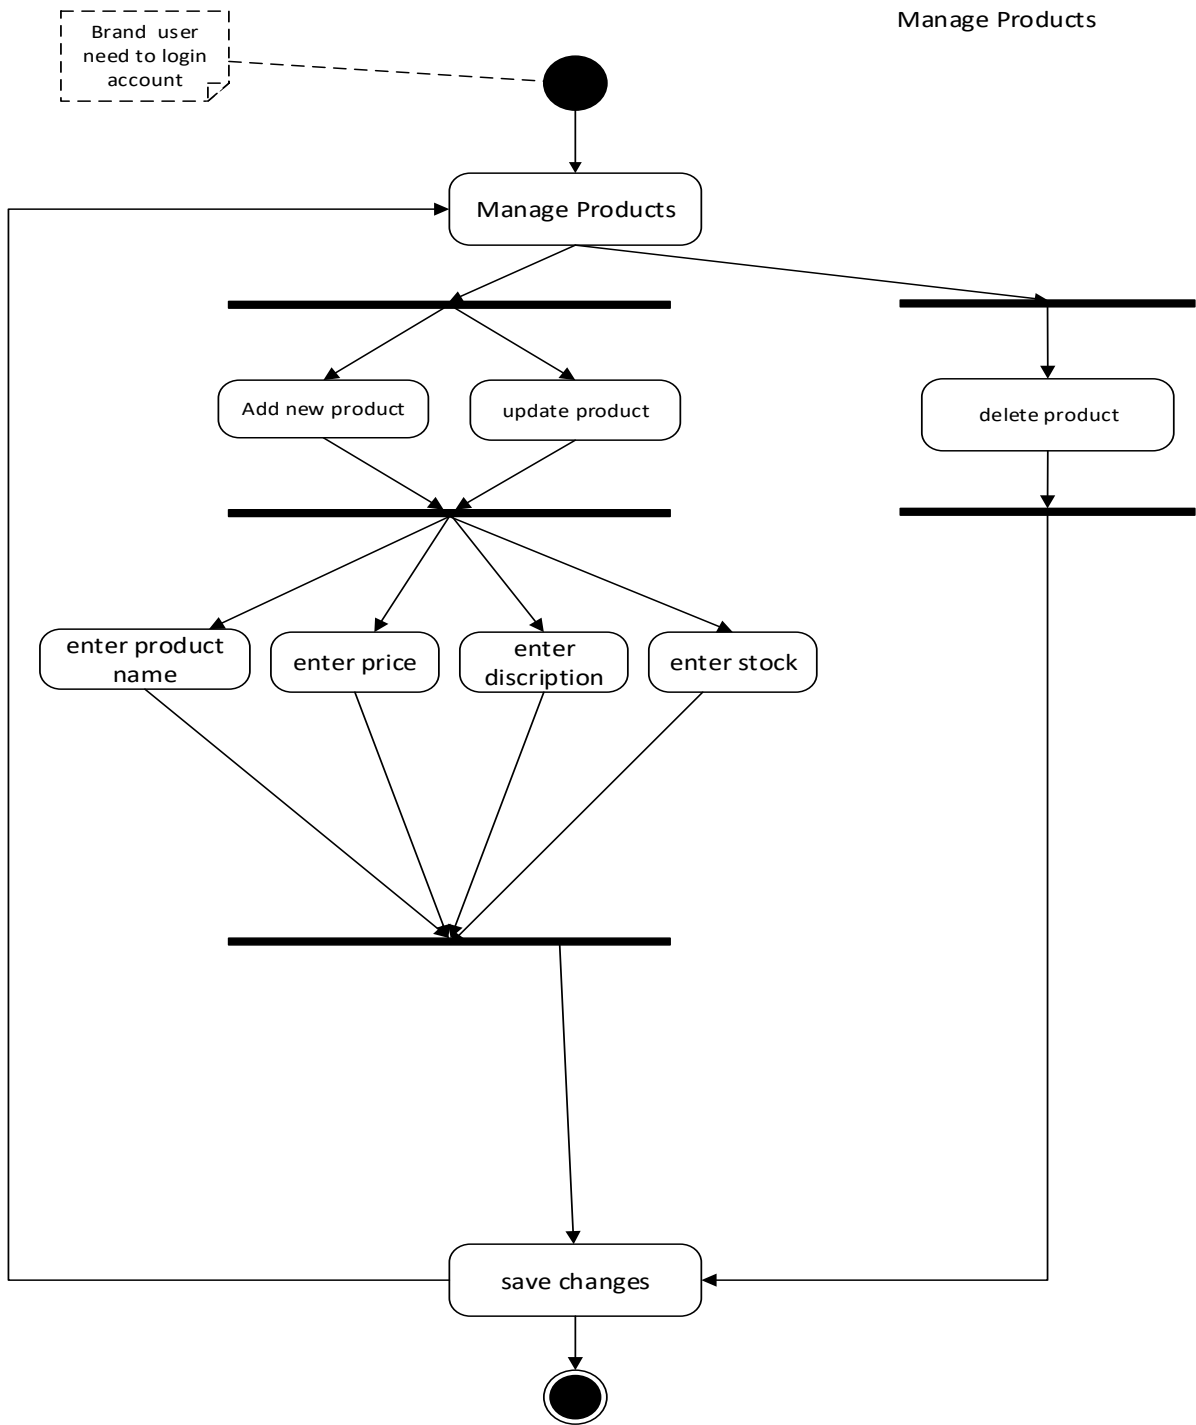 Manage Products
Brand user
need to login
account
Manage Products
Add new product
update product
delete product
enter product
name
enter price
enter
discription
enter stock
save changes